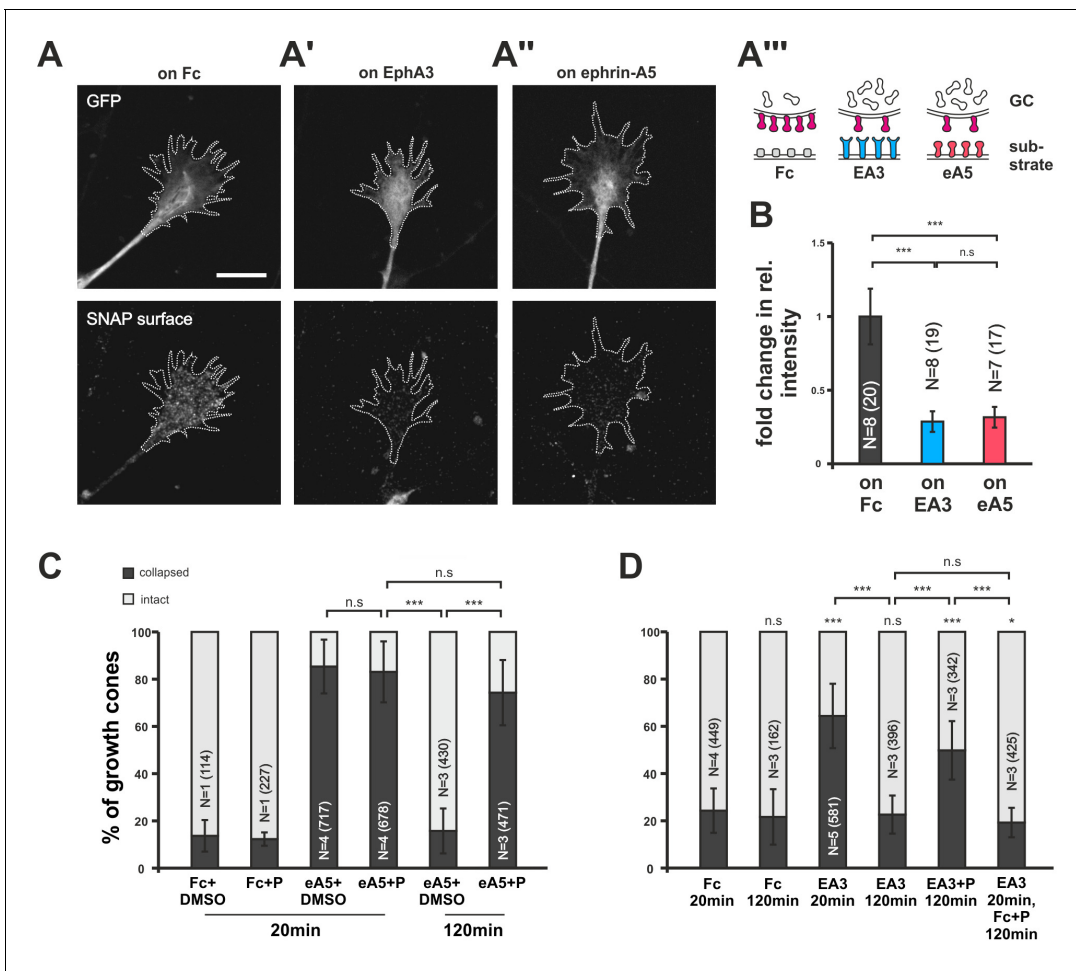 A
A'
A''
A'''
on Fc
on EphA3
on ephrin-A5
GFP
SNAP surface
GC
sub-
strate
Fc
EA3
eA5
B
fold change in rel.
intensity
1.5
1
0.5
0
***
***
n.s
N=8 (20)
N=8 (19)
N=7 (17)
on
Fc
on
EA3
on
eA5
C
collapsed
intact
n.s
n.s
***
***
% of growth cones
100
80
60
40
20
0
N=1 (114)
N=1 (227)
N=4 (717)
N=4 (678)
N=3 (430)
N=3 (471)
Fc+
DMSO
Fc+P
eA5+
DMSO
eA5+P
eA5+
DMSO
eA5+P
20min
120min
D
n.s
***
***
***
n.s
***
n.s
***
*
100
80
60
40
20
0
N=4 (449)
N=3 (162)
N=5 (581)
N=3 (396)
N=3 (342)
N=3 (425)
Fc
20min
Fc
120min
EA3
20min
EA3
120min
EA3+P
120min
EA3
20min,
Fc+P
120min